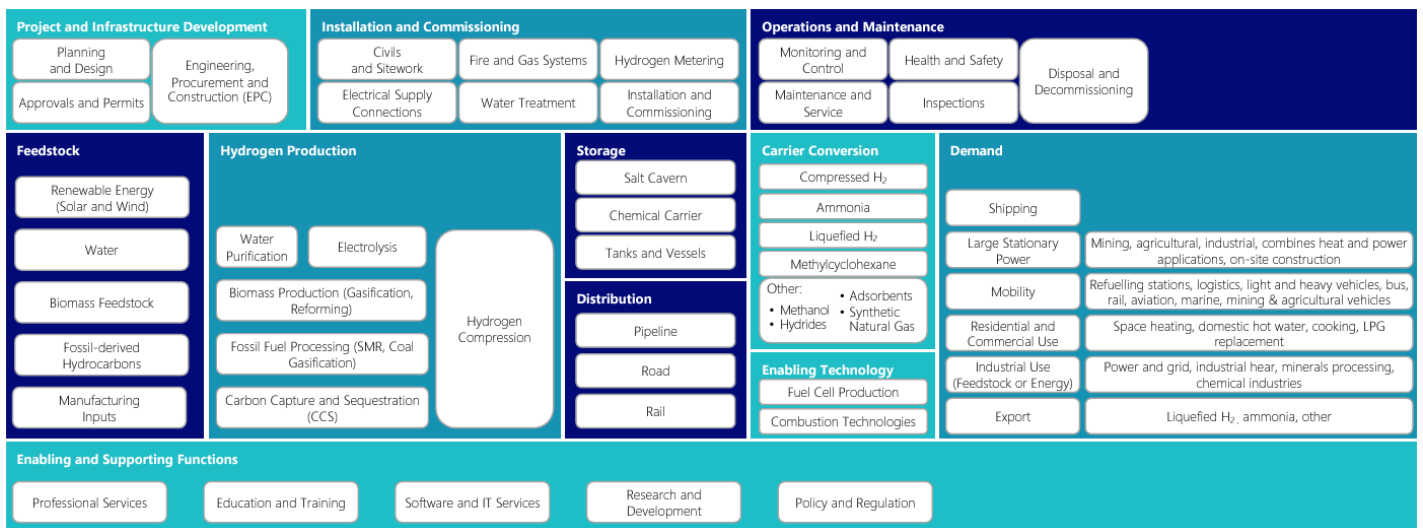 Project and Infrastructure Development
Planning
and Design
Approvals and Permits
Engineering,
Procurement and
Construction (EPC)
Installation and Commissioning
Civils
and Sitework
Fire and Gas Systems
Hydrogen Metering
Electrical Supply
Connections
Water Treatment
Installation and
Commissioning
Operations and Maintenance
Monitoring and
Control
Health and Safety
Maintenance and
Service
Inspections
Disposal and
Decommissioning
Feedstock
Renewable Energy
(Solar and Wind)
Water
Biomass Feedstock
Fossil-derived
Hydrocarbons
Manufacturing
Inputs
Hydrogen Production
Water
Purification
Electrolysis
Biomass Production (Gasification,
Reforming)
Fossil Fuel Processing (SMR, Coal
Gasification)
Carbon Capture and Sequestration
(CCS)
Hydrogen
Compression
Storage
Salt Cavern
Chemical Carrier
Tanks and Vessels
Distribution
Pipeline
Road
Rail
Carrier Conversion
Compressed H₂
Ammonia
Liquefied H₂
Methylcyclohexane
Other:
• Methanol
• Hydrides
• Adsorbents
• Synthetic
Natural Gas
Enabling Technology
Fuel Cell Production
Combustion Technologies
Demand
Shipping
Large Stationary
Power
Mining, agricultural, industrial, combines heat and power
applications, on-site construction
Mobility
Refuelling stations, logistics, light and heavy vehicles, bus,
rail, aviation, marine, mining & agricultural vehicles
Residential and
Commercial Use
Space heating, domestic hot water, cooking, LPG
replacement
Industrial Use
(Feedstock or Energy)
Power and grid, industrial hear, minerals processing,
chemical industries
Export
Liquefied H₂, ammonia, other
Enabling and Supporting Functions
Professional Services
Education and Training
Software and IT Services
Research and
Development
Policy and Regulation